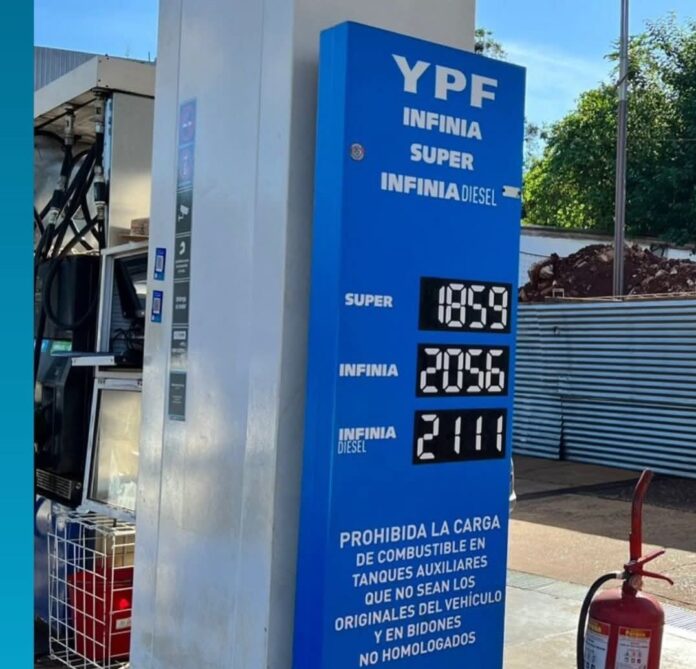 YPF
INFINIA
SUPER
INFINIA DIESEL
SUPER 1859
INFINIA 2056
INFINIA DIESEL 2111
PROHIBIDA LA CARGA
DE COMBUSTIBLE EN
TANQUES AUXILIARES
QUE NO SEAN LOS
ORIGINALES DEL VEHÍCULO
Y EN BIDONES
NO HOMOLOGADOS